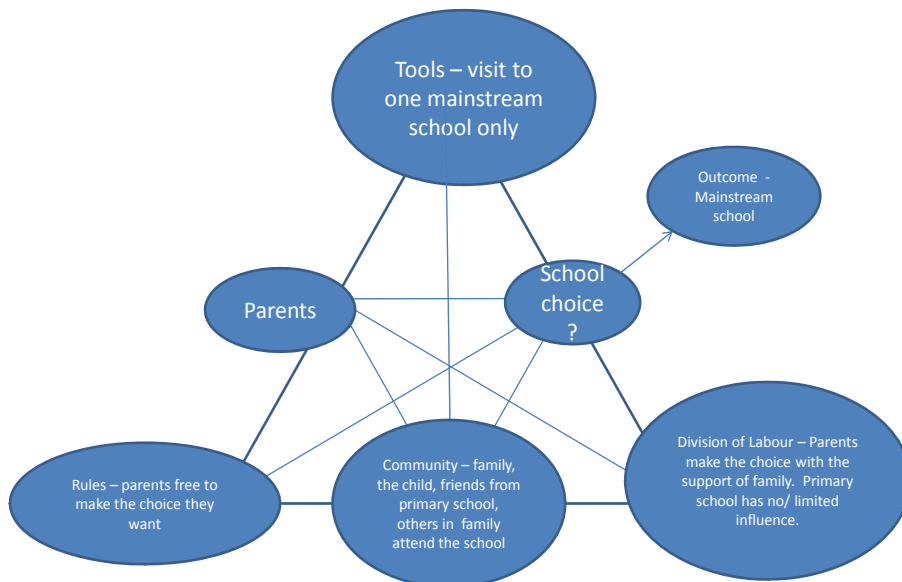 Tools – visit to
one mainstream
school only
Outcome -
Mainstream
school
Parents
School
choice
?
Rules – parents free to
make the choice they
want
Community – family,
the child, friends from
primary school,
others in family
attend the school
Division of Labour – Parents
make the choice with the
support of family. Primary
school has no/ limited
influence.